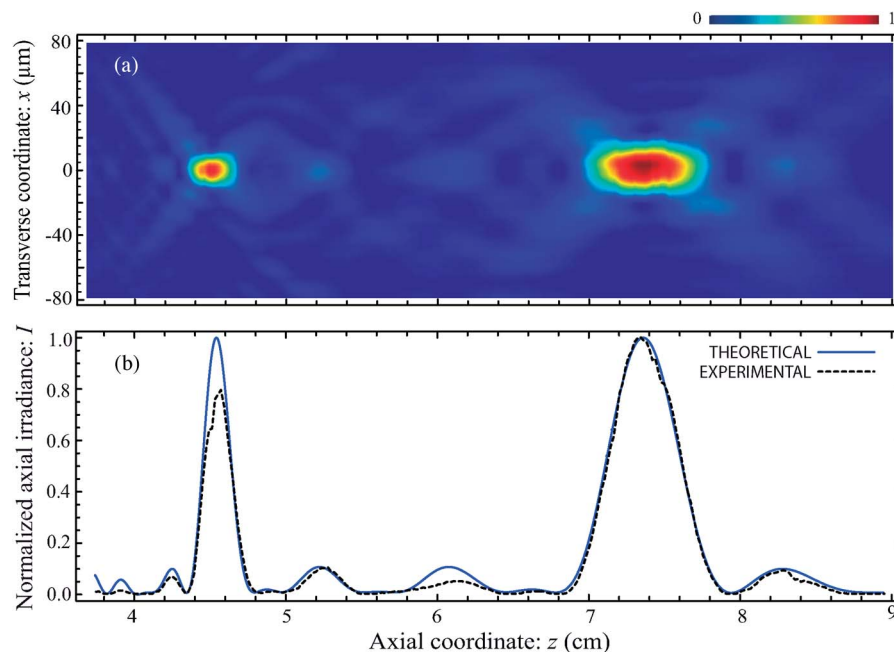 0 1
80
(a)
40
0
-40
-80
Transverse coordinate: x (μm)
1.0
(b)
THEORETICAL
EXPERIMENTAL
0.8
0.6
0.4
0.2
0.0
Normalized axial irradiance: I
4 5 6 7 8 9
Axial coordinate: z (cm)